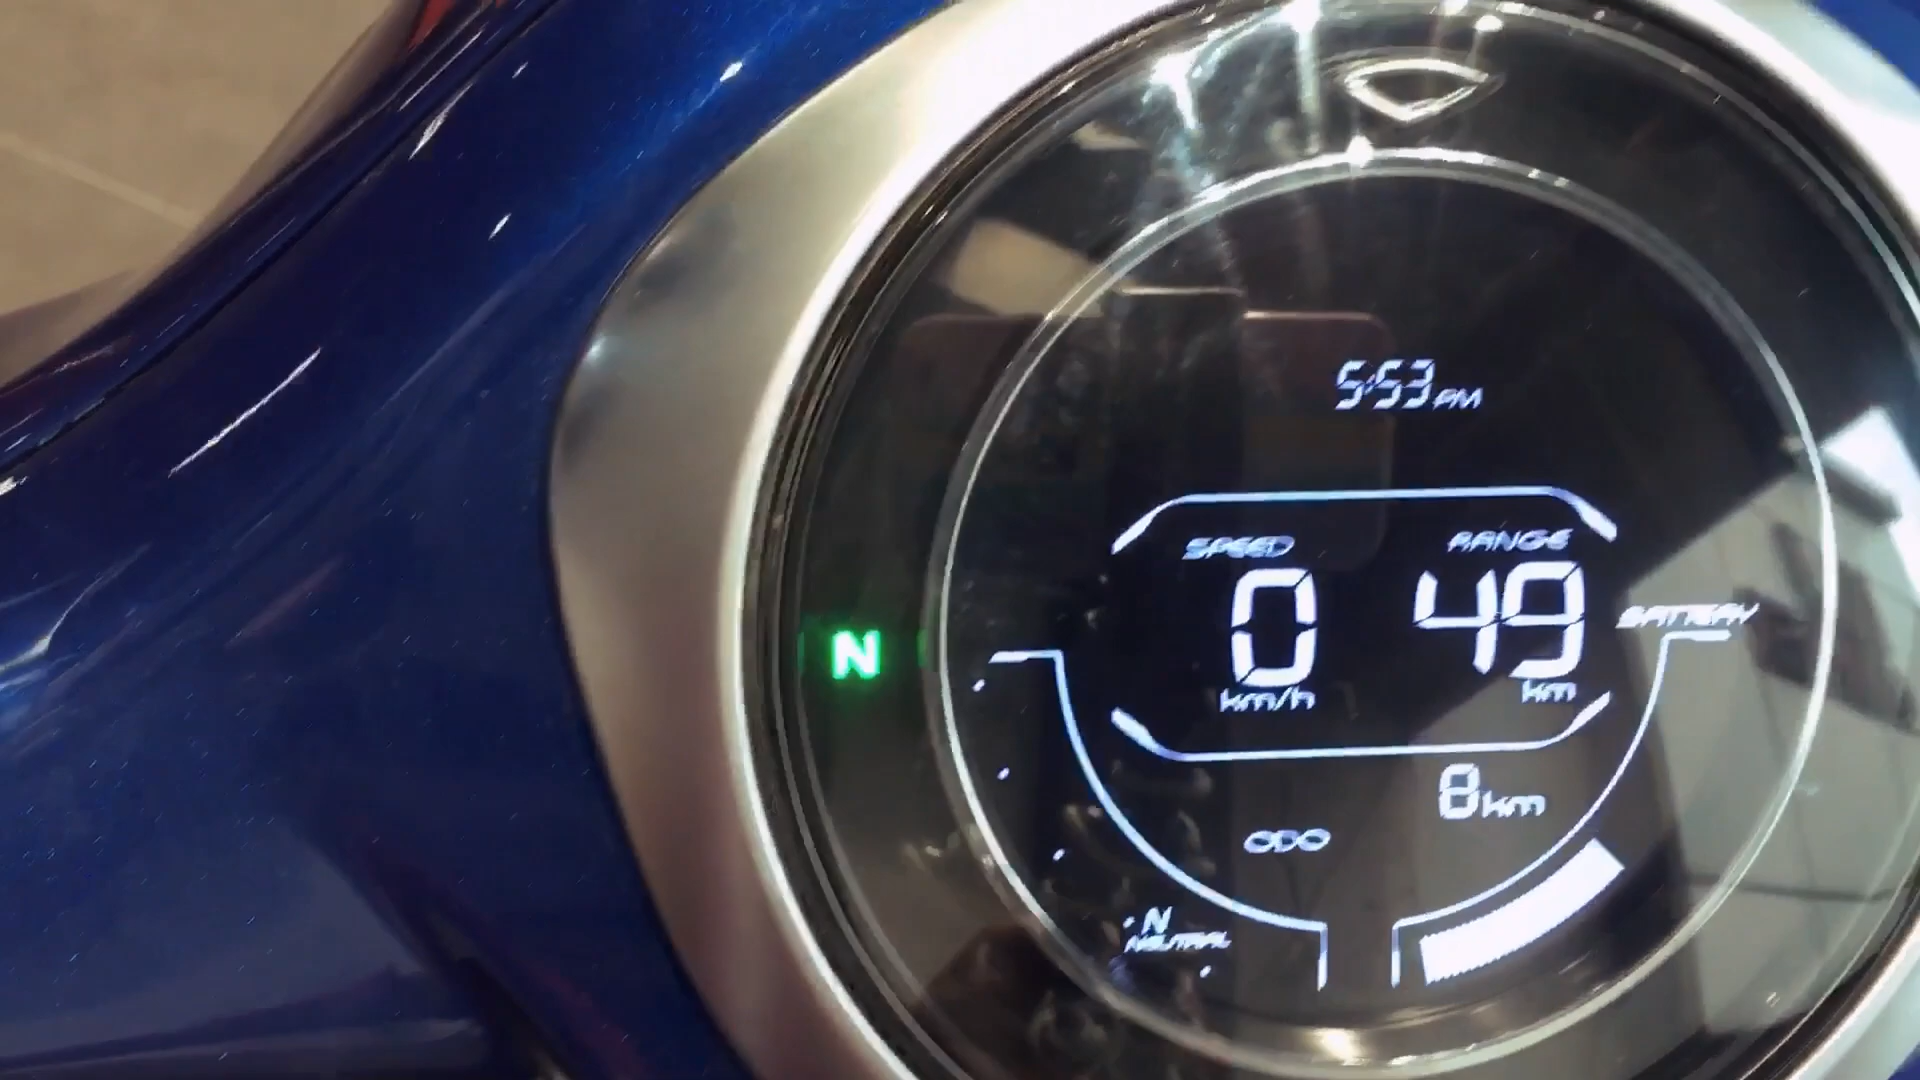 5:53 PM
SPEED RANGE
0 49
km/h km
BATTERY
N
8 km
ODO
N
NEUTRAL